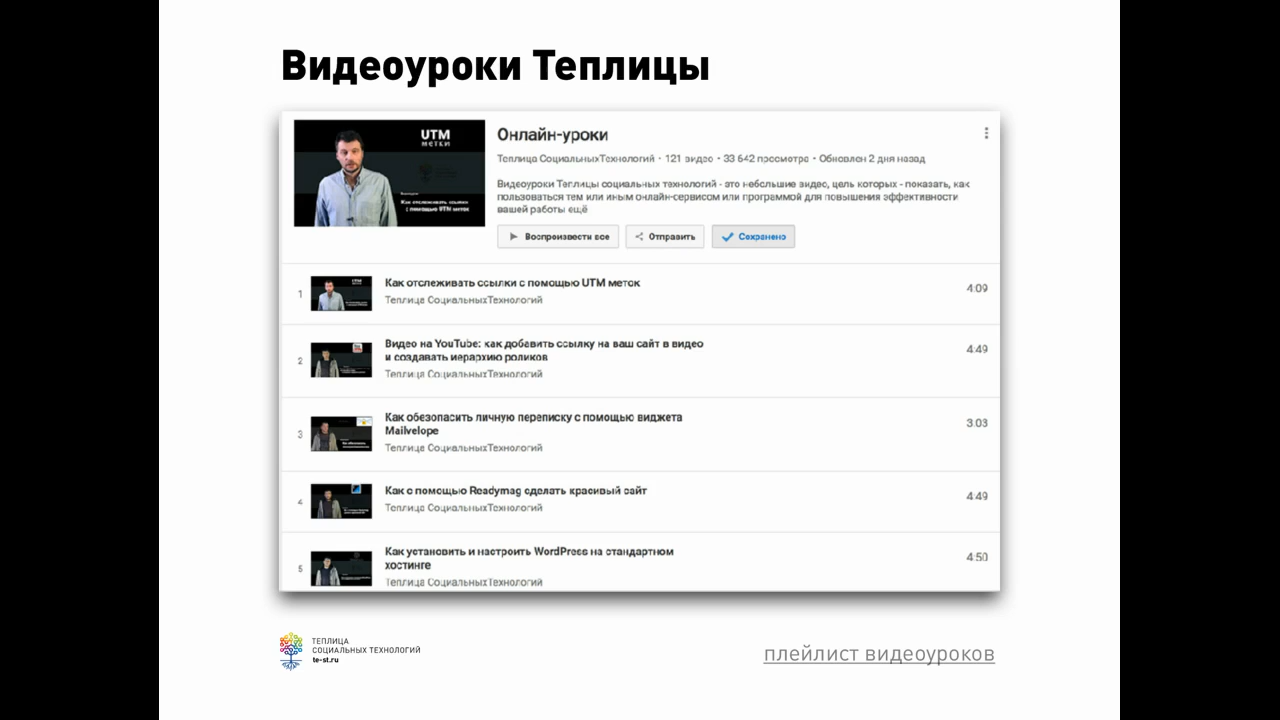 Видеоуроки Теплицы
UTM
метки
Как отслеживать ссылки
с помощью UTM меток
Онлайн-уроки
Теплица СоциальныхТехнологий • 121 видео • 33 642 просмотра • Обновлен 2 дня назад
Видеоуроки Теплицы социальных технологий - это небольшие видео, цель которых - показать, как
пользоваться тем или иным онлайн-сервисом или программой для повышения эффективности
вашей работы ещё
Воспроизвести все
Отправить
Сохранено
1
Как отслеживать ссылки с помощью UTM меток
4:09
Теплица СоциальныхТехнологий
2
Видео на YouTube: как добавить ссылку на ваш сайт в видео
и создавать иерархию роликов
4:49
Теплица СоциальныхТехнологий
3
Как обезопасить личную переписку с помощью виджета
Mailvelope
3:03
Теплица СоциальныхТехнологий
4
Как с помощью Readymag сделать красивый сайт
4:49
Теплица СоциальныхТехнологий
5
Как установить и настроить WordPress на стандартном
хостинге
4:50
Теплица СоциальныхТехнологий
ТЕПЛИЦА
СОЦИАЛЬНЫХ ТЕХНОЛОГИЙ
te-st.ru
плейлист видеоуроков